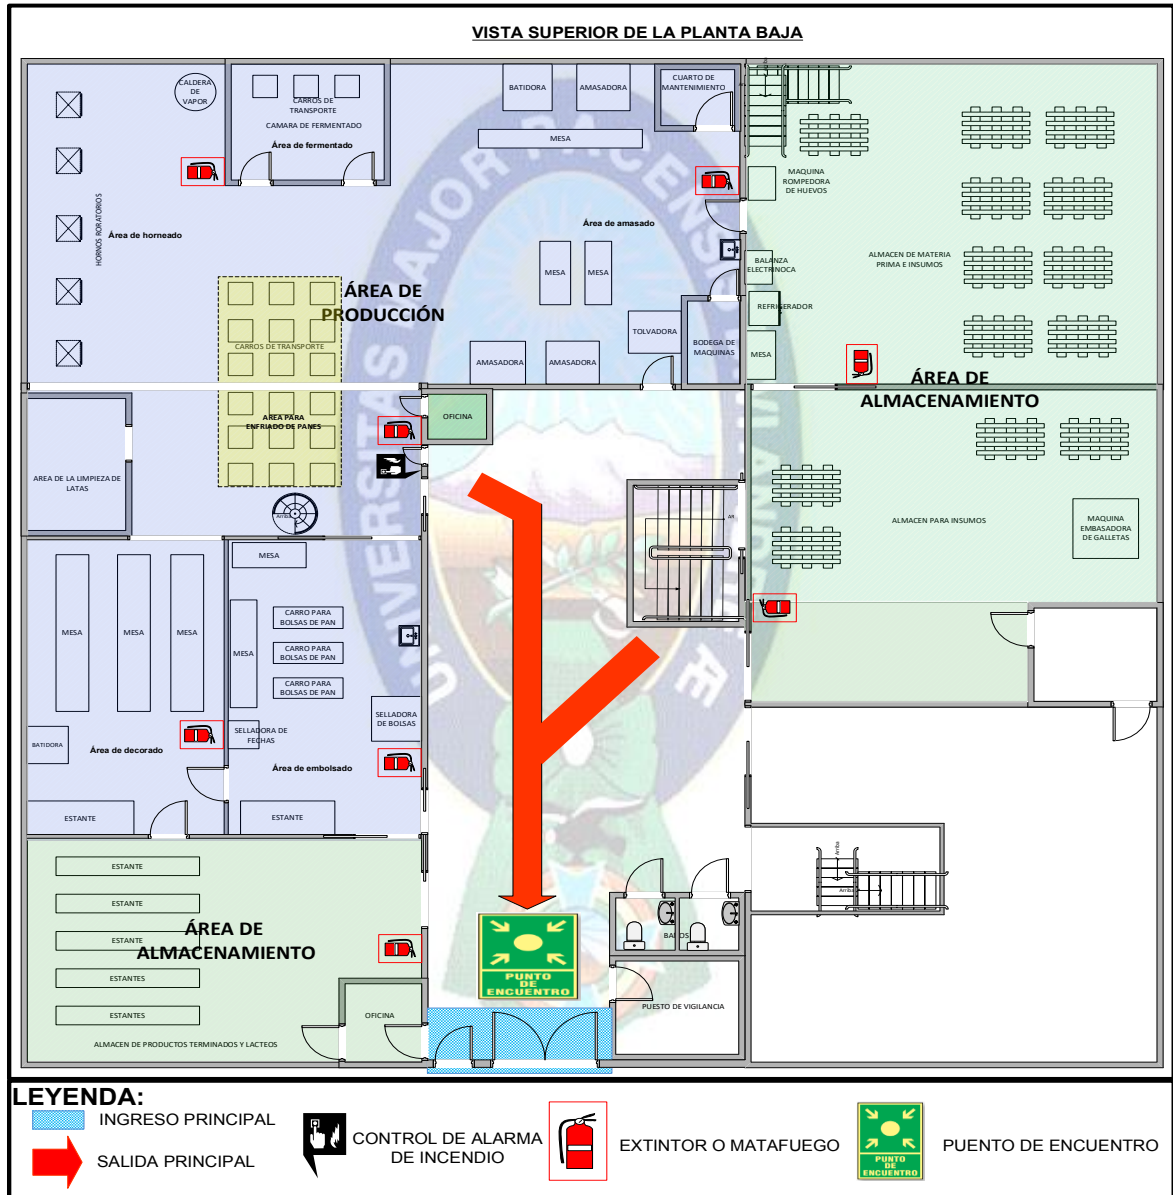 VISTA SUPERIOR DE LA PLANTA BAJA
CALDERA
DE
VAPOR
CARROS DE
TRANSPORTE
CAMARA DE FERMENTADO
Área de fermentado
BATIDORA
AMASADORA
CUARTO DE
MANTENIMIENTO
MESA
HORNOS RORATORIOS
Área de horneado
Área de amasado
MESA
MESA
ÁREA DE
PRODUCCIÓN
CARROS DE TRANSPORTE
TOLVADORA
AMASADORA
AMASADORA
BODEGA DE
MAQUINAS
MAQUINA
ROMPEDORA
DE HUEVOS
BALANZA
ELECTRINOCA
REFRIGERADOR
MESA
ALMACEN DE MATERIA
PRIMA E INSUMOS
ÁREA DE
ALMACENAMIENTO
AREA PARA
ENFRIADO DE PANES
OFICINA
AREA DE LA LIMPIEZA DE
LATAS
Arriba
ALMACEN PARA INSUMOS
MAQUINA
EMBASADORA
DE GALLETAS
UNIVERSITAS MAJOR PACENSIS
MESA
MESA
MESA
MESA
MESA
CARRO PARA
BOLSAS DE PAN
CARRO PARA
BOLSAS DE PAN
CARRO PARA
BOLSAS DE PAN
SELLADORA
DE BOLSAS
SELLADORA DE
FECHAS
BATIDORA
Área de decorado
Área de embolsado
ESTANTE
ESTANTE
Arriba
Arriba
ESTANTE
ESTANTE
ESTANTE
ESTANTES
ESTANTES
ÁREA DE
ALMACENAMIENTO
OFICINA
ALMACEN DE PRODUCTOS TERMINADOS Y LACTEOS
PUNTO
DE
ENCUENTRO
BAÑOS
PUESTO DE VIGILANCIA
LEYENDA:
INGRESO PRINCIPAL
SALIDA PRINCIPAL
CONTROL DE ALARMA
DE INCENDIO
EXTINTOR O MATAFUEGO
PUNTO
DE
ENCUENTRO
PUENTO DE ENCUENTRO